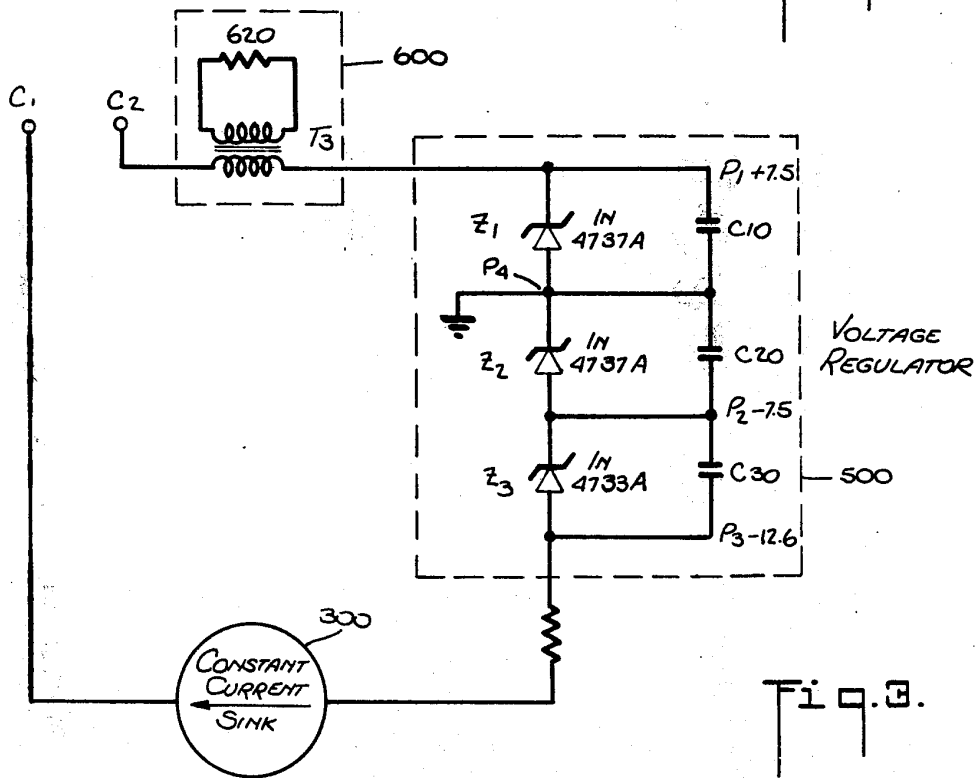 620
600
C1
C2
T3
P1+7.5
Z1
IN
4737A
C10
P4
Z2
IN
4737A
C20
VOLTAGE
REGULATOR
P2-7.5
Z3
IN
4733A
C30
500
P3-12.6
300
CONSTANT
CURRENT
SINK
Fig.3.